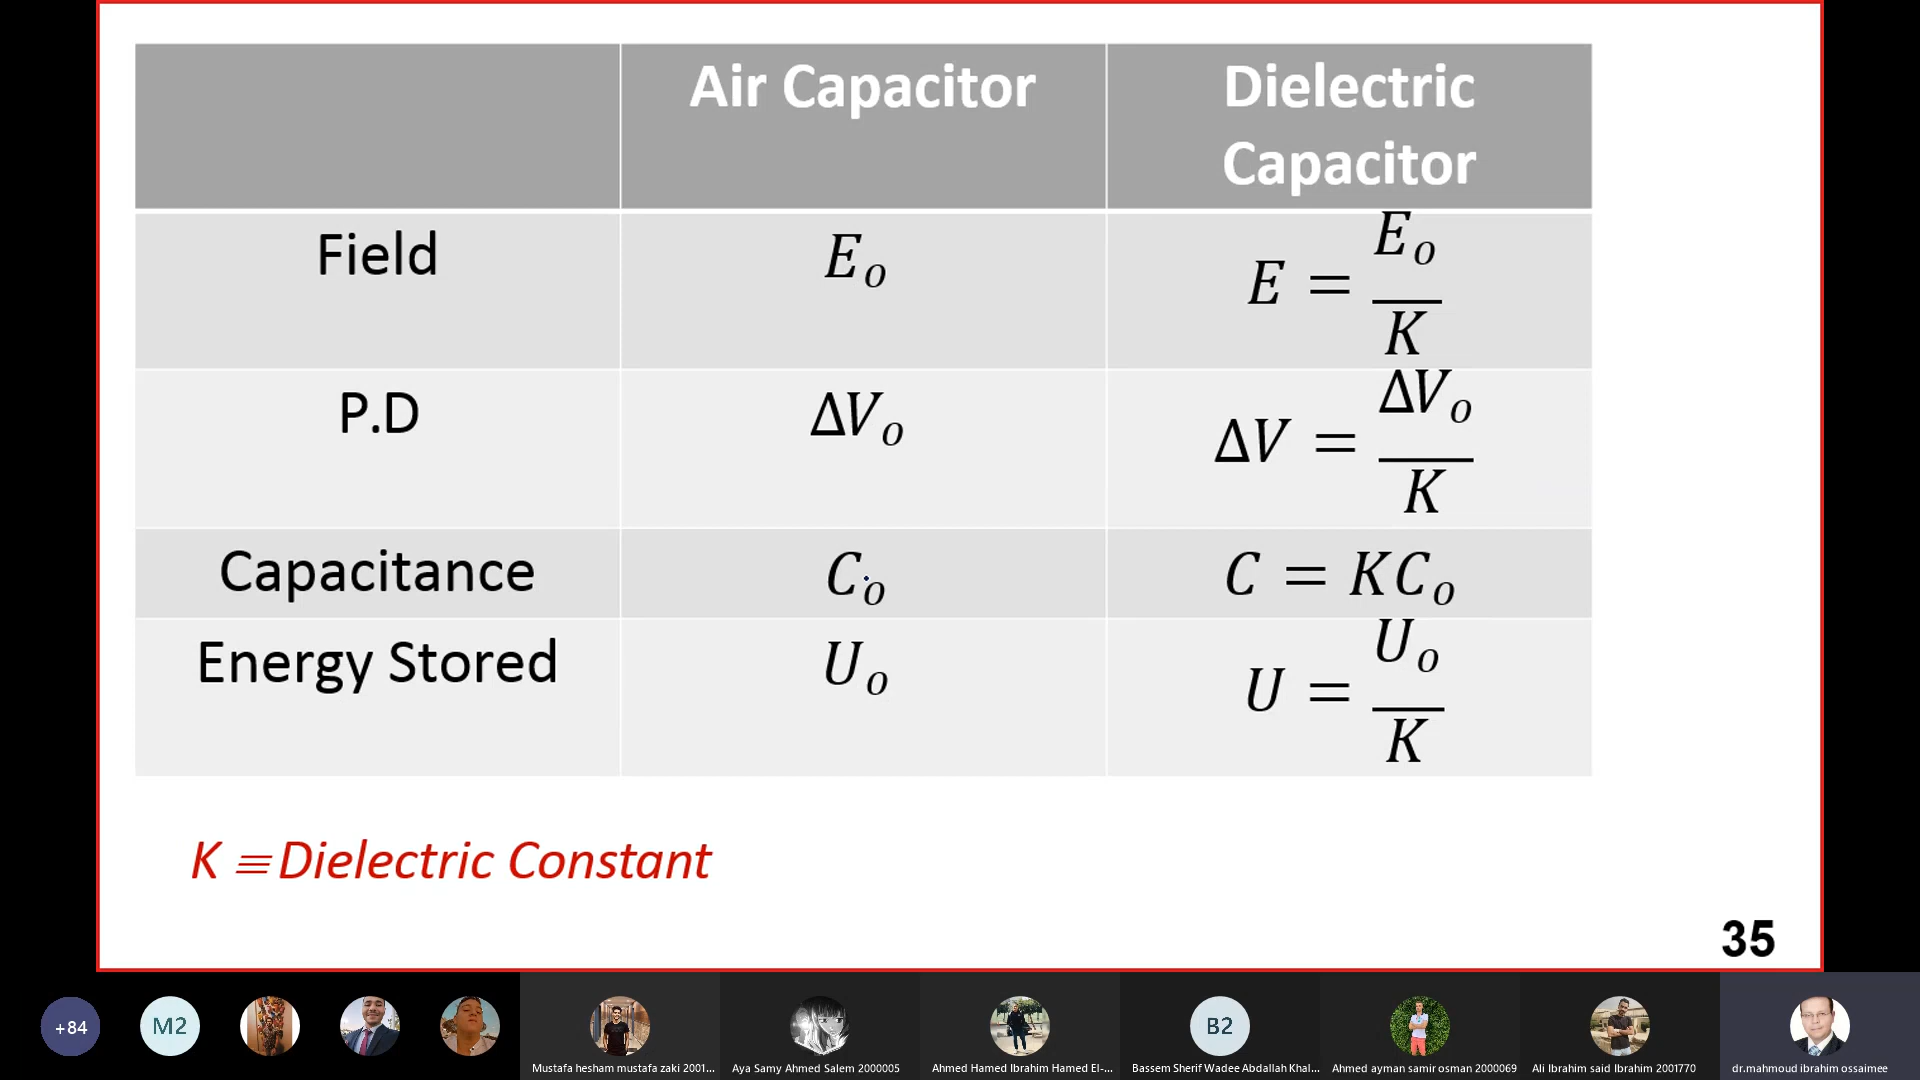 Air Capacitor
Dielectric
Capacitor
Field
E_o
E = E_o / K
P.D
ΔV_o
ΔV = ΔV_o / K
Capacitance
C_o
C = KC_o
Energy Stored
U_o
U = U_o / K
K ≡ Dielectric Constant
35
+84
M2
B2
Mustafa hesham mustafa zaki 2001...
Aya Samy Ahmed Salem 2000005
Ahmed Hamed Ibrahim Hamed El-...
Bassem Sherif Wadee Abdallah Khal...
Ahmed ayman samir osman 2000069
Ali Ibrahim said Ibrahim 2001770
dr.mahmoud ibrahim ossaimee